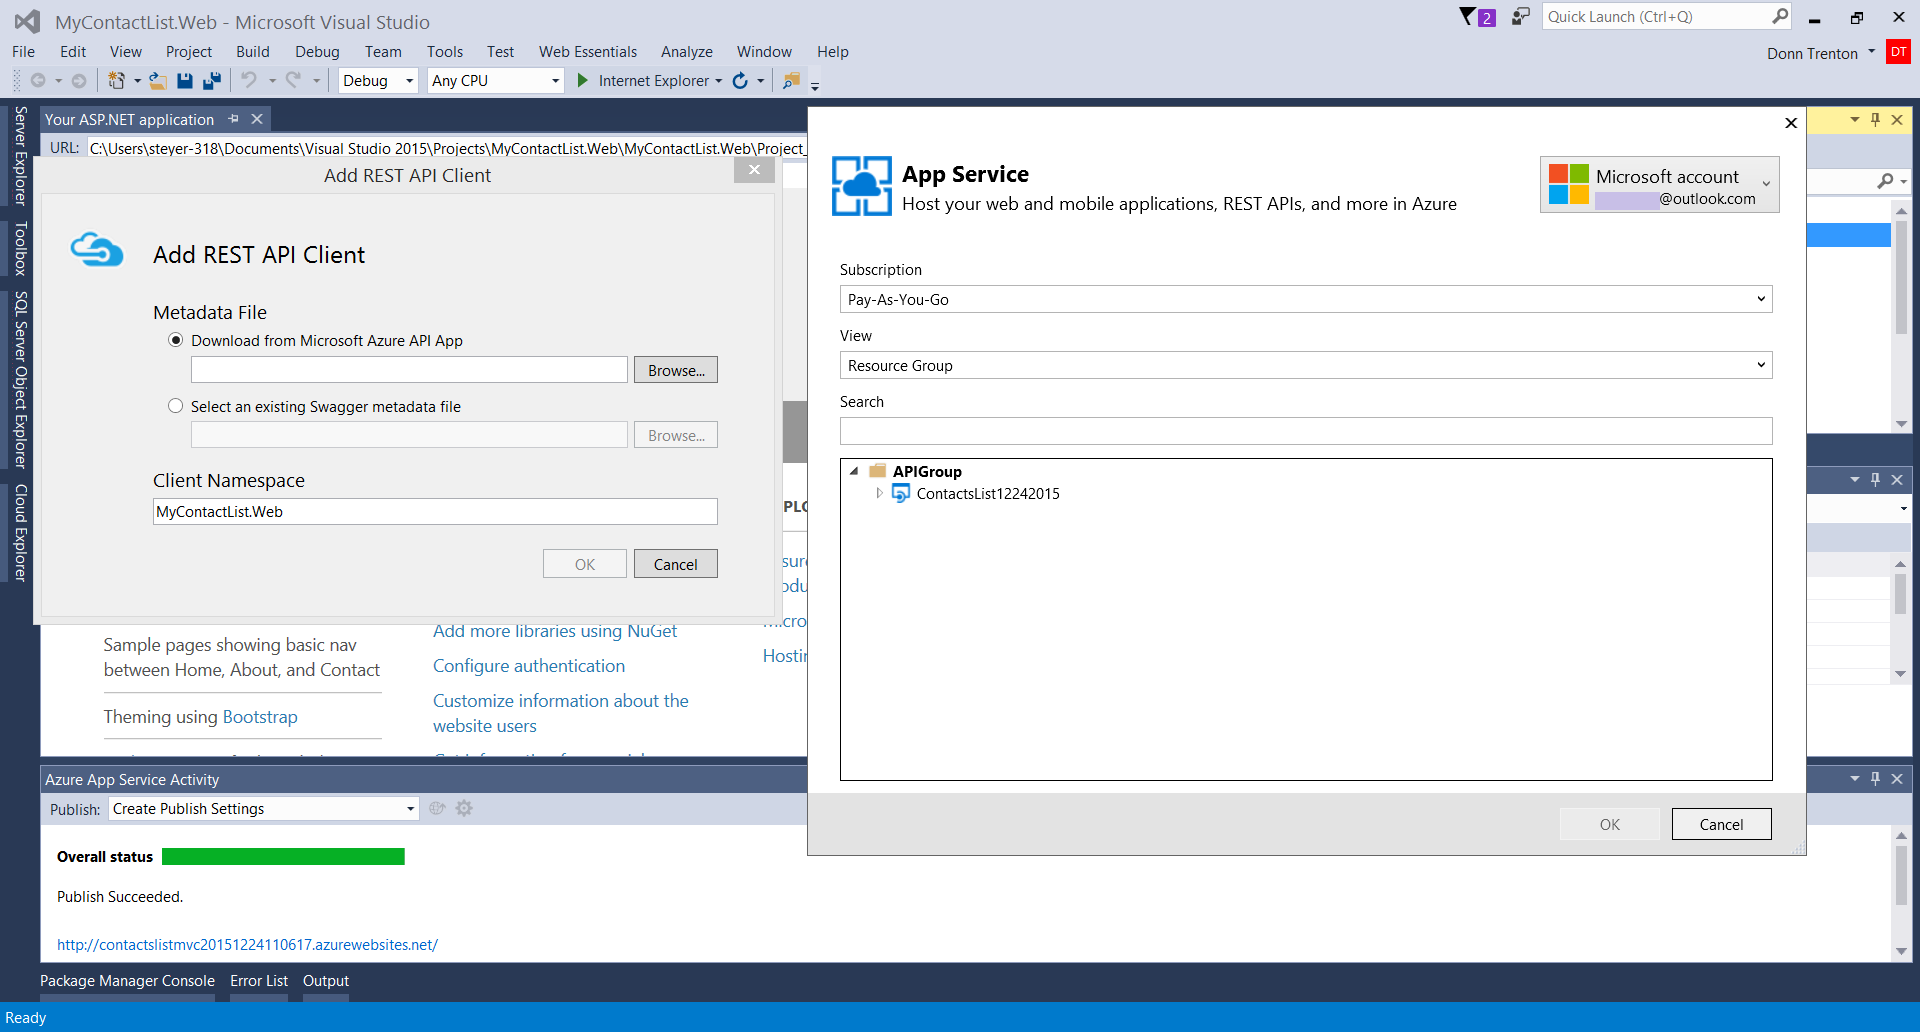 MyContactList.Web - Microsoft Visual Studio
2
Quick Launch (Ctrl+Q)
File Edit View Project Build Debug Team Tools Test Web Essentials Analyze Window Help
Donn Trenton
DT
Debug
Any CPU
Internet Explorer
Server Explorer
Toolbox
SQL Server Object Explorer
Cloud Explorer
Your ASP.NET application
URL: C:\Users\steyer-318\Documents\Visual Studio 2015\Projects\MyContactList.Web\MyContactList.Web\Project_
Add REST API Client
Add REST API Client
Metadata File
Download from Microsoft Azure API App
Browse...
Select an existing Swagger metadata file
Browse...
Client Namespace
MyContactList.Web
OK
Cancel
App Service
Host your web and mobile applications, REST APIs, and more in Azure
Microsoft account
@outlook.com
Subscription
Pay-As-You-Go
View
Resource Group
Search
APIGroup
ContactsList12242015
OK
Cancel
Sample pages showing basic nav
between Home, About, and Contact
Theming using Bootstrap
Add more libraries using NuGet
Configure authentication
Customize information about the
website users
Azure App Service Activity
Publish: Create Publish Settings
Overall status
Publish Succeeded.
http://contactslistmvc20151224110617.azurewebsites.net/
Package Manager Console Error List Output
Ready